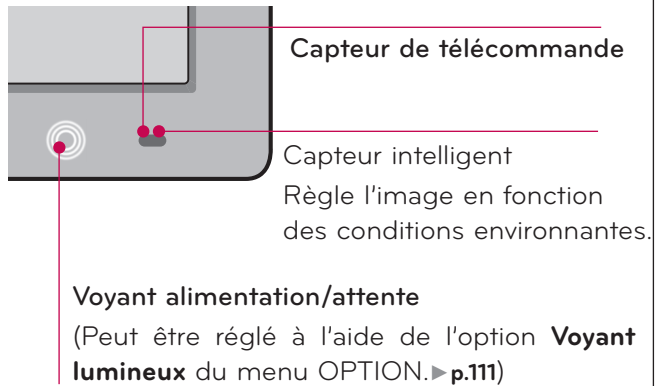 Capteur de télécommande
Capteur intelligent
Règle l'image en fonction
des conditions environnantes.
Voyant alimentation/attente
(Peut être réglé à l'aide de l'option Voyant
lumineux du menu OPTION.►p.111)